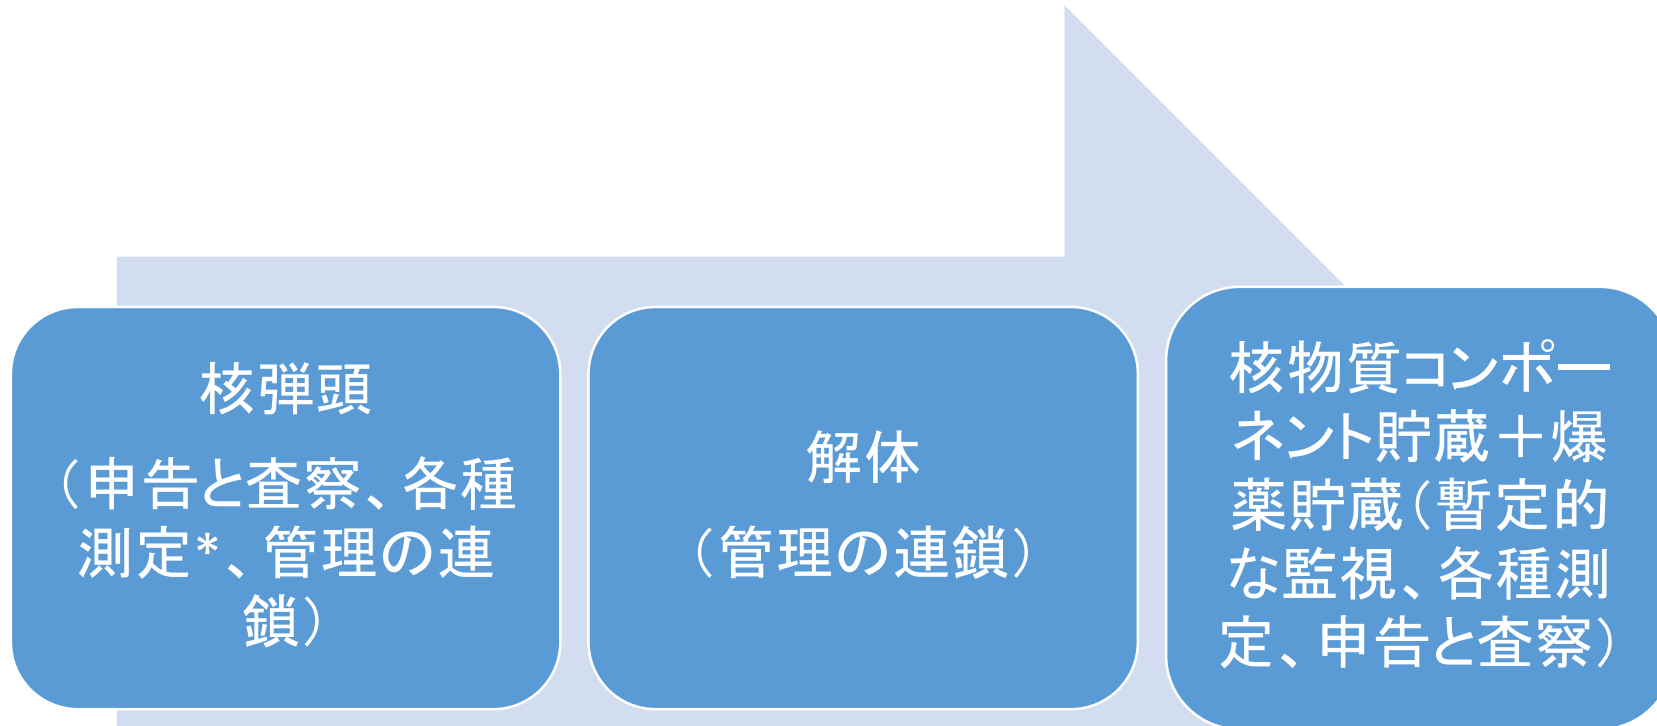 核弾頭
（申告と査察、各種
測定*、管理の連
鎖）
解体
（管理の連鎖）
核物質コンポー
ネント貯蔵＋爆
薬貯蔵（暫定的
な監視、各種測
定、申告と査察）